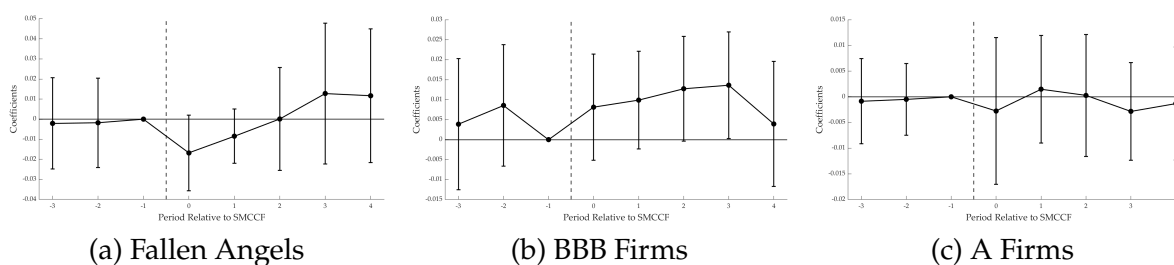 0.05
0.04
0.03
0.02
0.01
0
-0.01
-0.02
-0.03
-0.04
Coefficients
-3 -2 -1 0 1 2 3 4
Period Relative to SMCCF
(a) Fallen Angels
0.03
0.025
0.02
0.015
0.01
0.005
0
-0.005
-0.01
-0.015
Coefficients
-3 -2 -1 0 1 2 3 4
Period Relative to SMCCF
(b) BBB Firms
0.015
0.01
0.005
0
-0.005
-0.01
-0.015
-0.02
Coefficients
-3 -2 -1 0 1 2 3
Period Relative to SMCCF
(c) A Firms